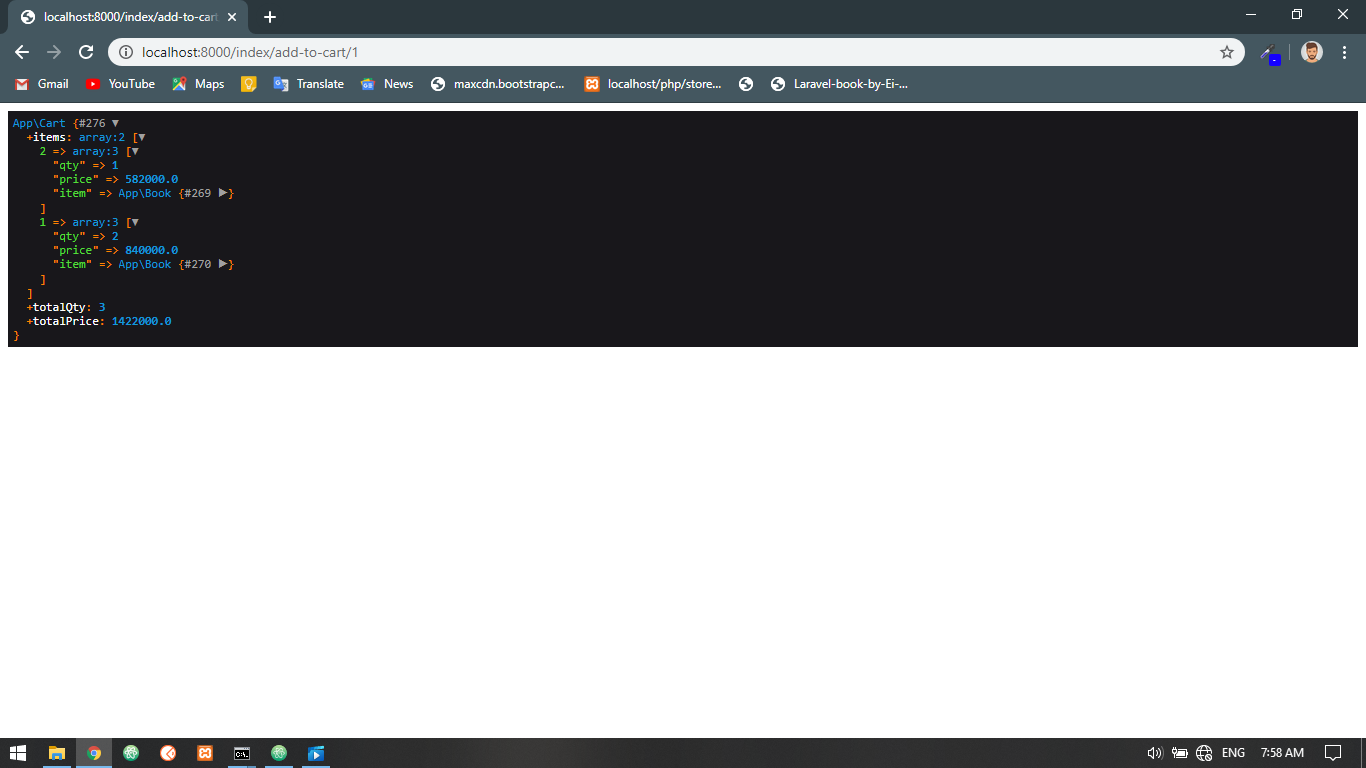 localhost:8000/index/add-to-cart
localhost:8000/index/add-to-cart/1
Gmail YouTube Maps Translate News maxcdn.bootstrapc... localhost/php/store... Laravel-book-by-Ei-...
App\Cart {#276 ▼
+items: array:2 [▼
2 => array:3 [▼
"qty" => 1
"price" => 582000.0
"item" => App\Book {#269 ▶}
]
1 => array:3 [▼
"qty" => 2
"price" => 840000.0
"item" => App\Book {#270 ▶}
]
]
+totalQty: 3
+totalPrice: 1422000.0
}
ENG 7:58 AM